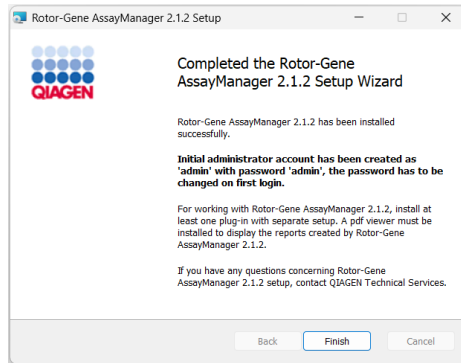 Rotor-Gene AssayManager 2.1.2 Setup
QIAGEN
Completed the Rotor-Gene
AssayManager 2.1.2 Setup Wizard
Rotor-Gene AssayManager 2.1.2 has been installed
successfully.
Initial administrator account has been created as
'admin' with password 'admin', the password has to be
changed on first login.
For working with Rotor-Gene AssayManager 2.1.2, install at
least one plug-in with separate setup. A pdf viewer must be
installed to display the reports created by Rotor-Gene
AssayManager 2.1.2.
If you have any questions concerning Rotor-Gene
AssayManager 2.1.2 setup, contact QIAGEN Technical Services.
Back Finish Cancel